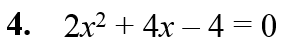 4. 2x² + 4x – 4 = 0